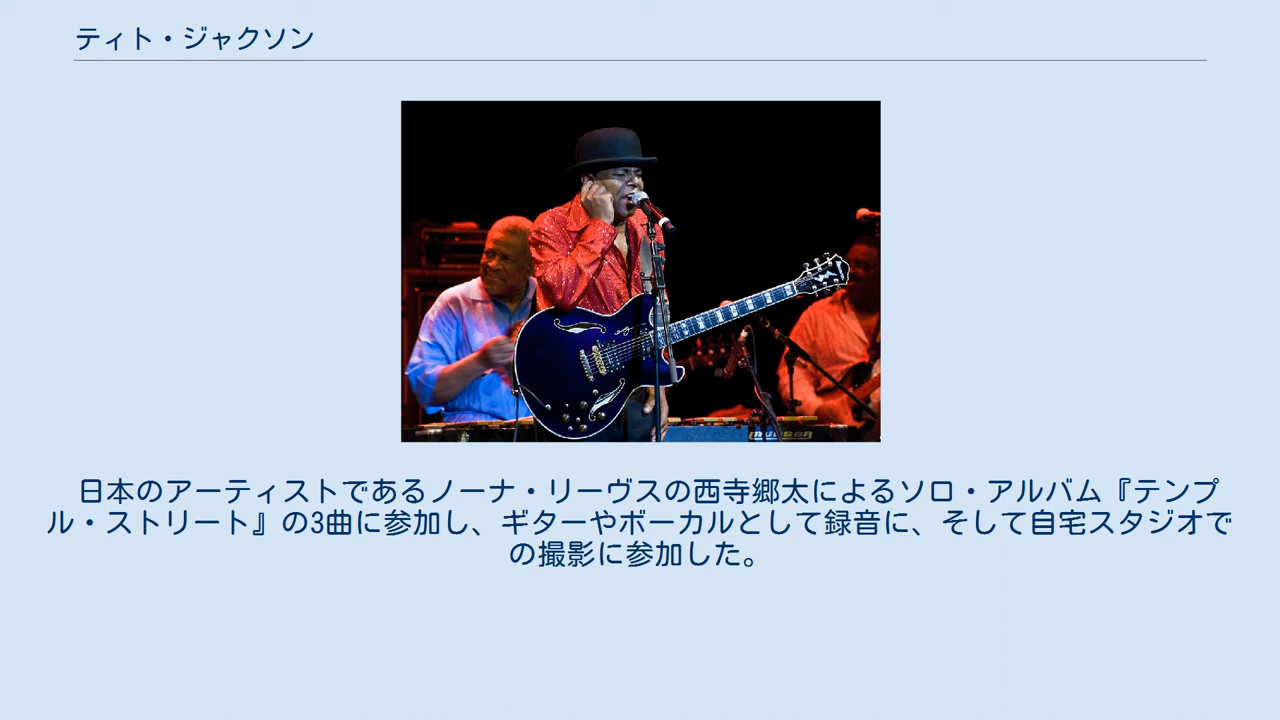 ティト・ジャクソン
musser
日本のアーティストであるノーナ・リーヴスの西寺郷太によるソロ・アルバム『テンプ
ル・ストリート』の3曲に参加し、ギターやボーカルとして録音に、そして自宅スタジオで
の撮影に参加した。